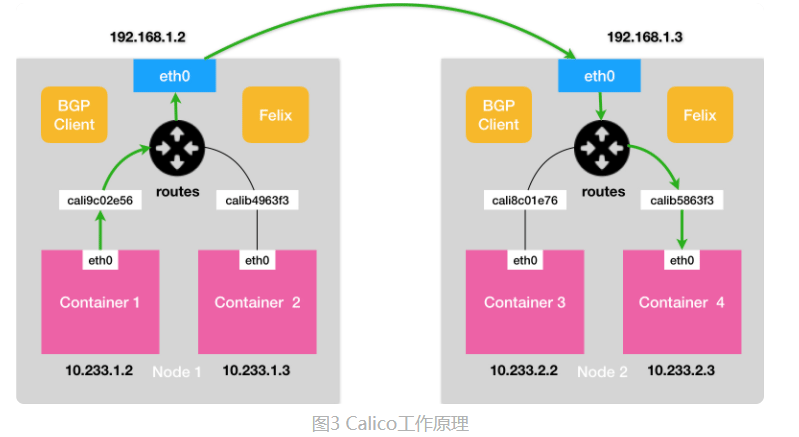 192.168.1.2
192.168.1.3
eth0
BGP
Client
Felix
routes
cali9c02e56
calib4963f3
eth0
eth0
Container 1
Container 2
10.233.1.2
Node 1
10.233.1.3
eth0
BGP
Client
Felix
routes
cali8c01e76
calib5863f3
eth0
eth0
Container 3
Container 4
10.233.2.2
Node 2
10.233.2.3
图3 Calico工作原理